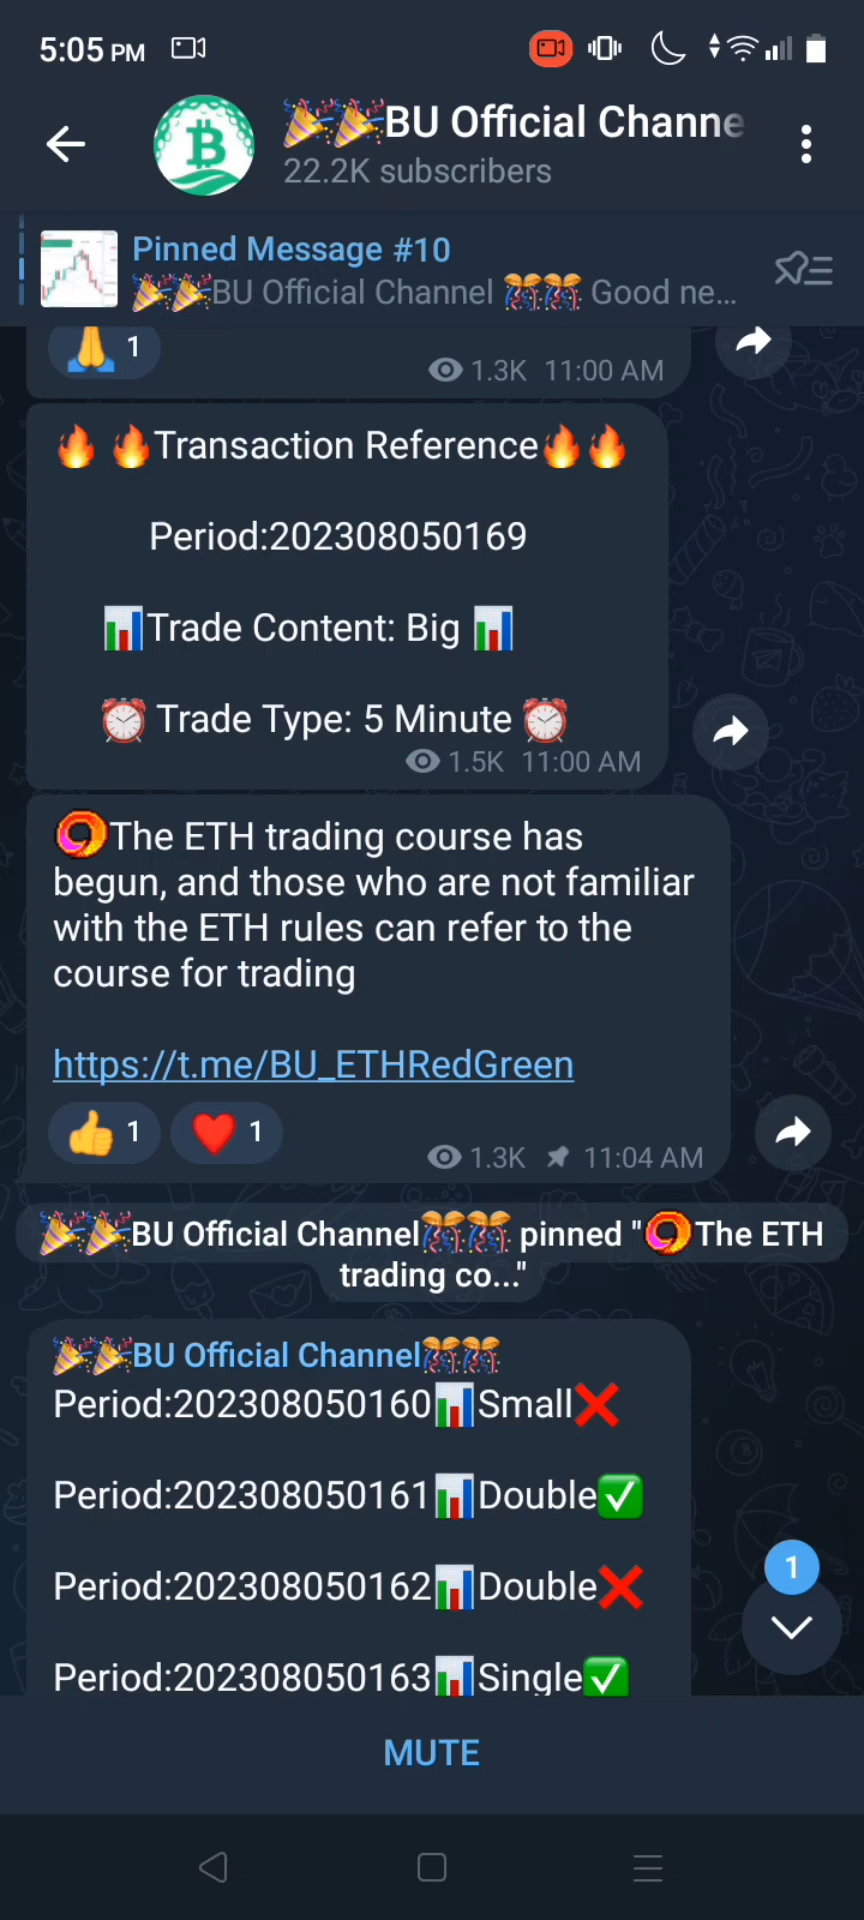 5:05 PM
🎉🎉BU Official Channe
22.2K subscribers
Pinned Message #10
🎉🎉BU Official Channel 🎊🎊 Good ne...
🙏 1
1.3K 11:00 AM
🔥 🔥Transaction Reference🔥🔥
Period:202308050169
📊Trade Content: Big 📊
⏰ Trade Type: 5 Minute ⏰
1.5K 11:00 AM
The ETH trading course has
begun, and those who are not familiar
with the ETH rules can refer to the
course for trading
https://t.me/BU_ETHRedGreen
👍 1 ❤️ 1
1.3K 11:04 AM
🎉🎉BU Official Channel🎊🎊 pinned "The ETH
trading co..."
🎉🎉BU Official Channel🎊🎊
Period:202308050160📊Small❌
Period:202308050161📊Double✅
Period:202308050162📊Double❌
Period:202308050163📊Single✅
1
MUTE